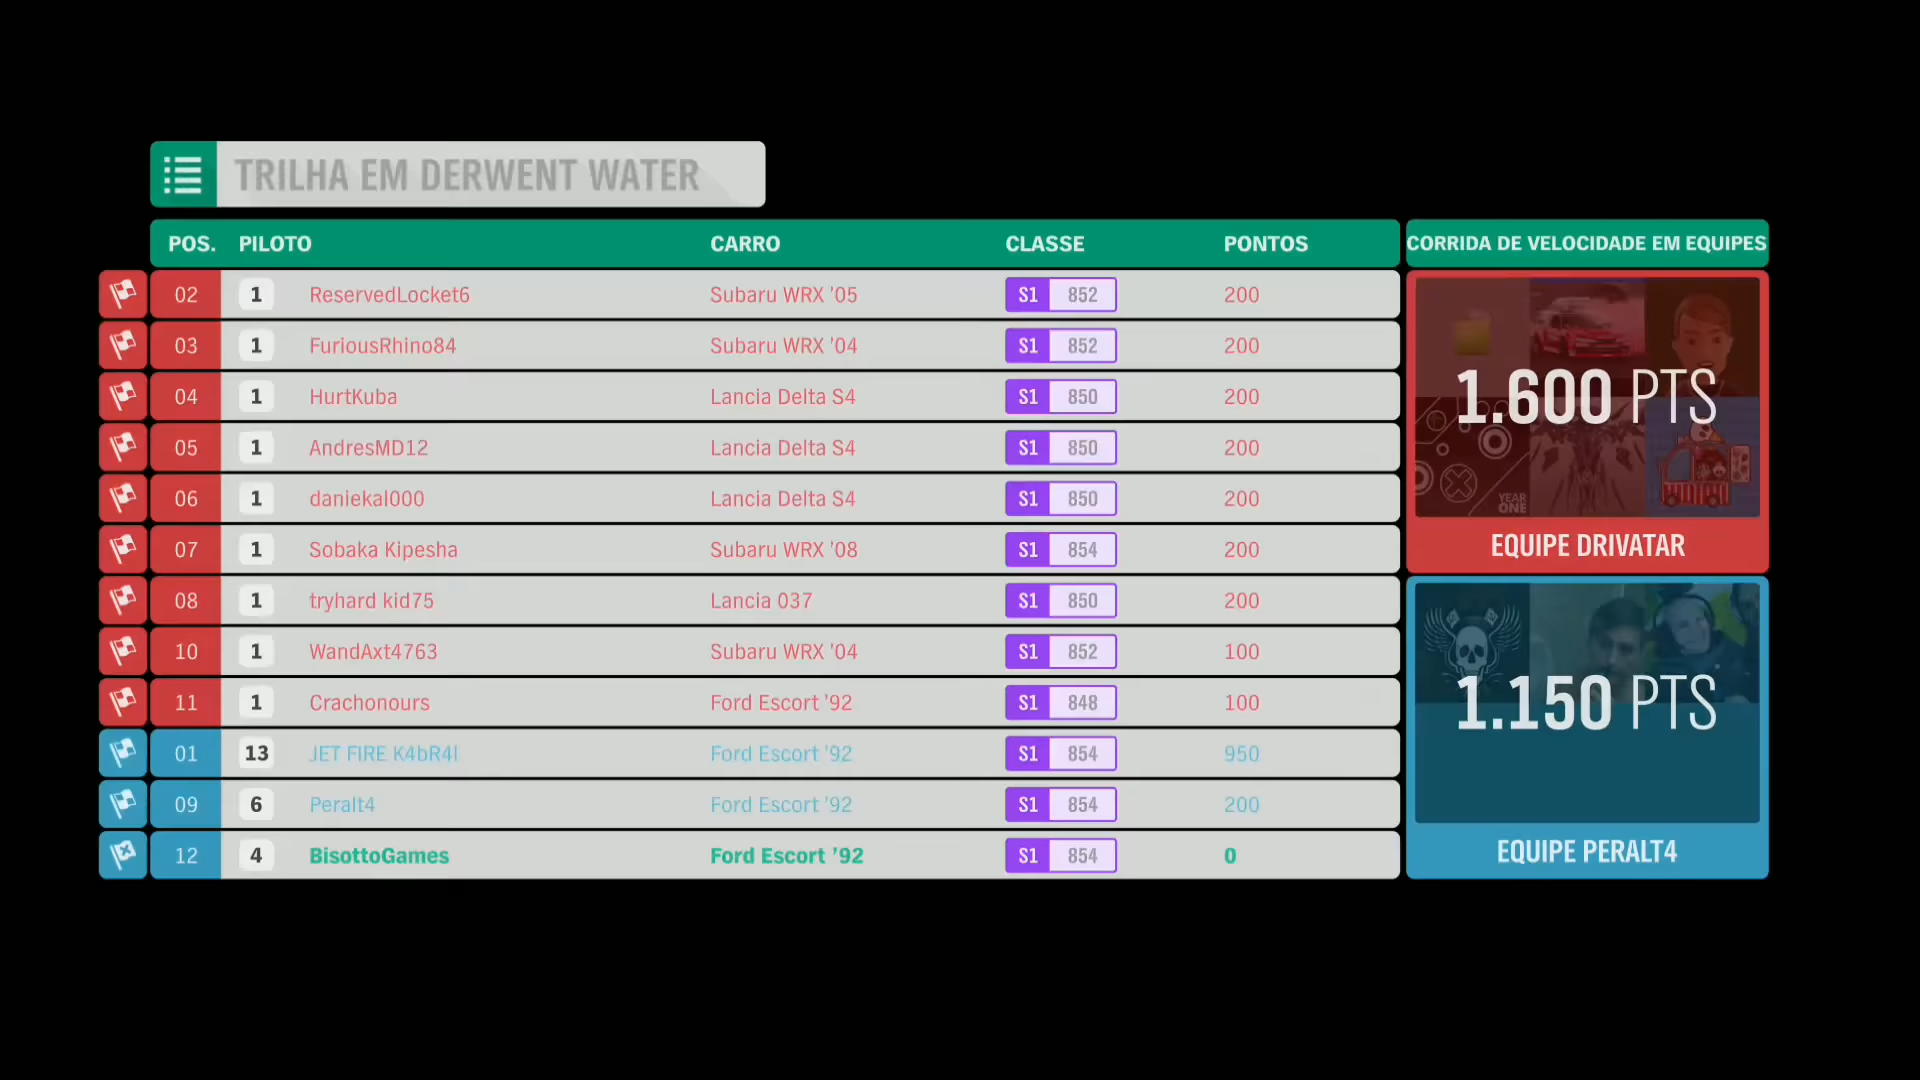 TRILHA EM DERWENT WATER
POS. PILOTO CARRO CLASSE PONTOS
02 1 ReservedLocket6 Subaru WRX '05 S1 852 200
03 1 FuriousRhino84 Subaru WRX '04 S1 852 200
04 1 HurtKuba Lancia Delta S4 S1 850 200
05 1 AndresMD12 Lancia Delta S4 S1 850 200
06 1 daniekal000 Lancia Delta S4 S1 850 200
07 1 Sobaka Kipesha Subaru WRX '08 S1 854 200
08 1 tryhard kid75 Lancia 037 S1 850 200
10 1 WandAxt4763 Subaru WRX '04 S1 852 100
11 1 Crachonours Ford Escort '92 S1 848 100
01 13 JET FIRE K4bR4l Ford Escort '92 S1 854 950
09 6 Peralt4 Ford Escort '92 S1 854 200
12 4 BisottoGames Ford Escort '92 S1 854 0
CORRIDA DE VELOCIDADE EM EQUIPES
1.600 PTS
YEAR
ONE
EQUIPE DRIVATAR
1.150 PTS
EQUIPE PERALT4